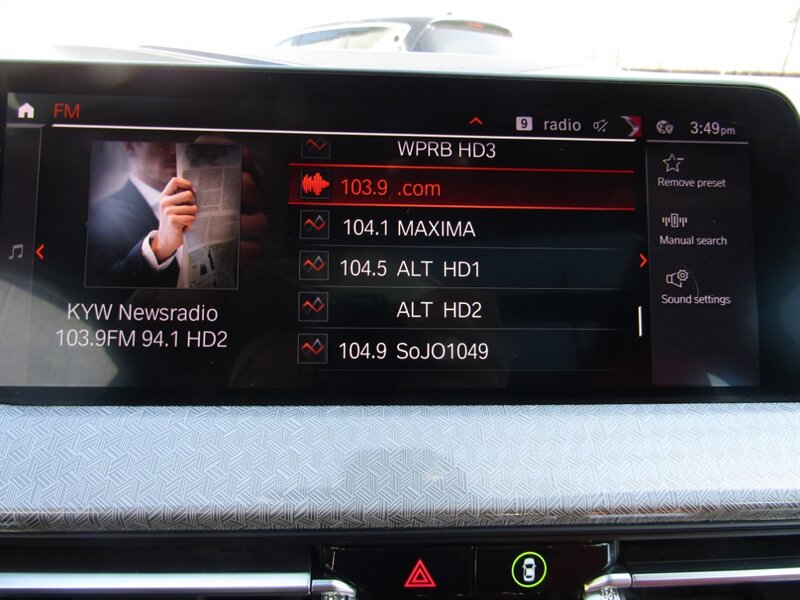 FM
9 radio
3:49pm
WPRB HD3
103.9 .com
104.1 MAXIMA
104.5 ALT HD1
ALT HD2
104.9 SoJO1049
KYW Newsradio
103.9FM 94.1 HD2
Remove preset
Manual search
Sound settings